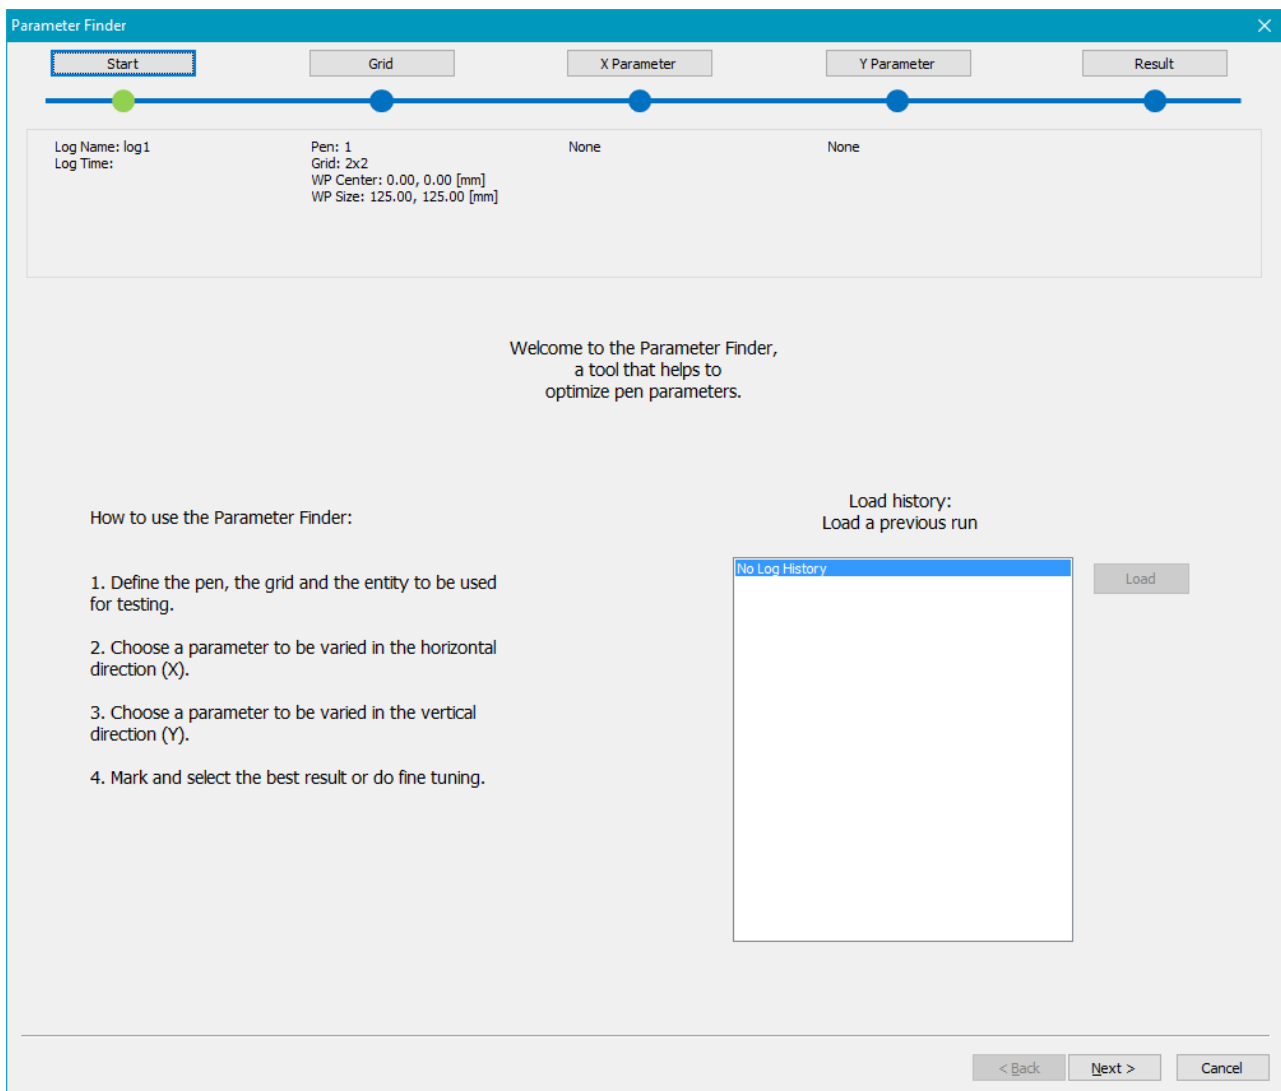 Parameter Finder
Start
Grid
X Parameter
Y Parameter
Result
Log Name: log1
Log Time:
Pen: 1
Grid: 2x2
WP Center: 0.00, 0.00 [mm]
WP Size: 125.00, 125.00 [mm]
None
None
Welcome to the Parameter Finder,
a tool that helps to
optimize pen parameters.
How to use the Parameter Finder:
1. Define the pen, the grid and the entity to be used
for testing.
2. Choose a parameter to be varied in the horizontal
direction (X).
3. Choose a parameter to be varied in the vertical
direction (Y).
4. Mark and select the best result or do fine tuning.
Load history:
Load a previous run
No Log History
Load
< Back
Next >
Cancel